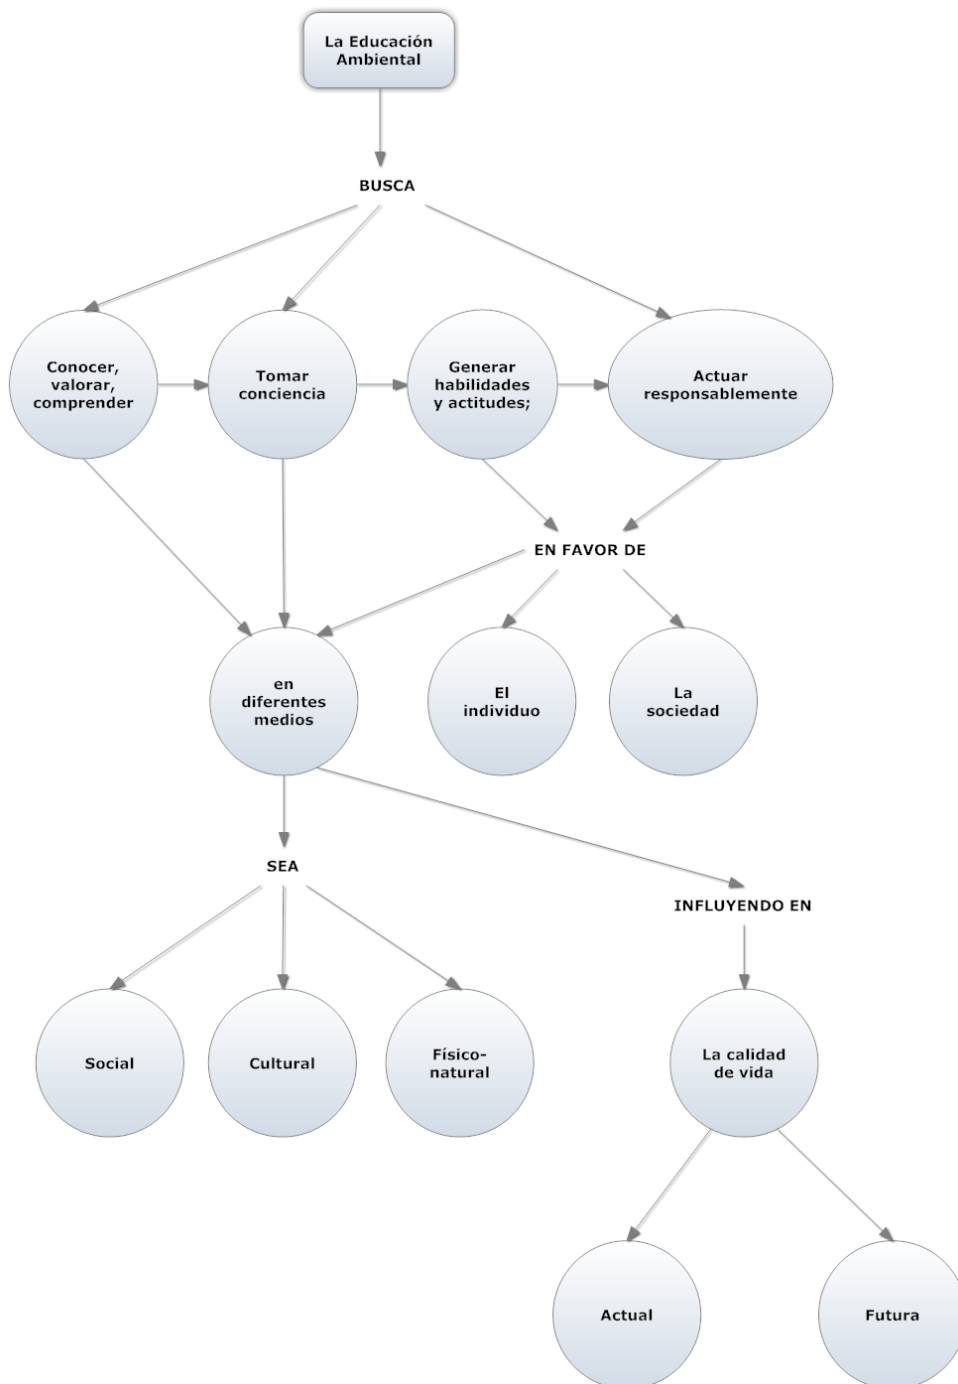 La Educación
Ambiental
BUSCA
Conocer,
valorar,
comprender
Tomar
conciencia
Generar
habilidades
y actitudes;
Actuar
responsablemente
EN FAVOR DE
en
diferentes
medios
El
individuo
La
sociedad
SEA
INFLUYENDO EN
Social
Cultural
Físico-
natural
La calidad
de vida
Actual
Futura